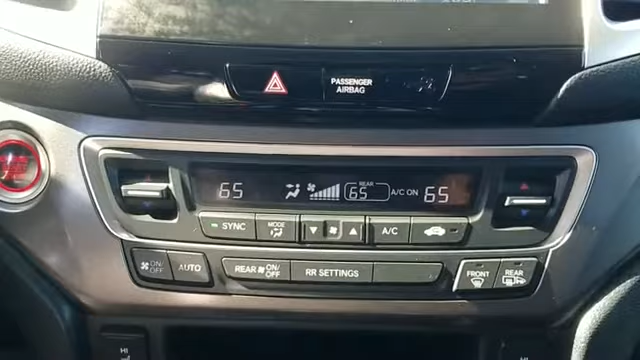 PASSENGER
AIRBAG
65 REAR 65 A/C ON 65
SYNC MODE A/C
ON/OFF AUTO REAR ON/OFF RR SETTINGS FRONT REAR
HI HI